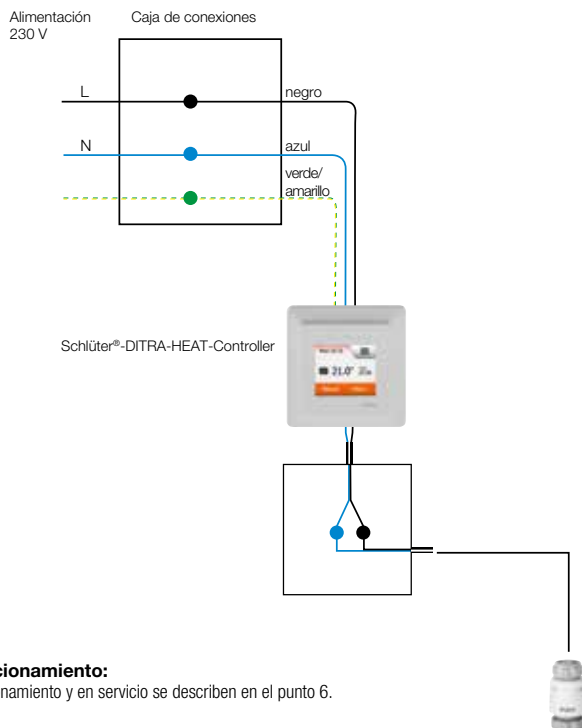 Alimentación
230 V
Caja de conexiones
L
negro
N
azul
verde/
amarillo
Schlüter®-DITRA-HEAT-Controller
21.0°
cionamiento:
namiento y en servicio se describen en el punto 6.